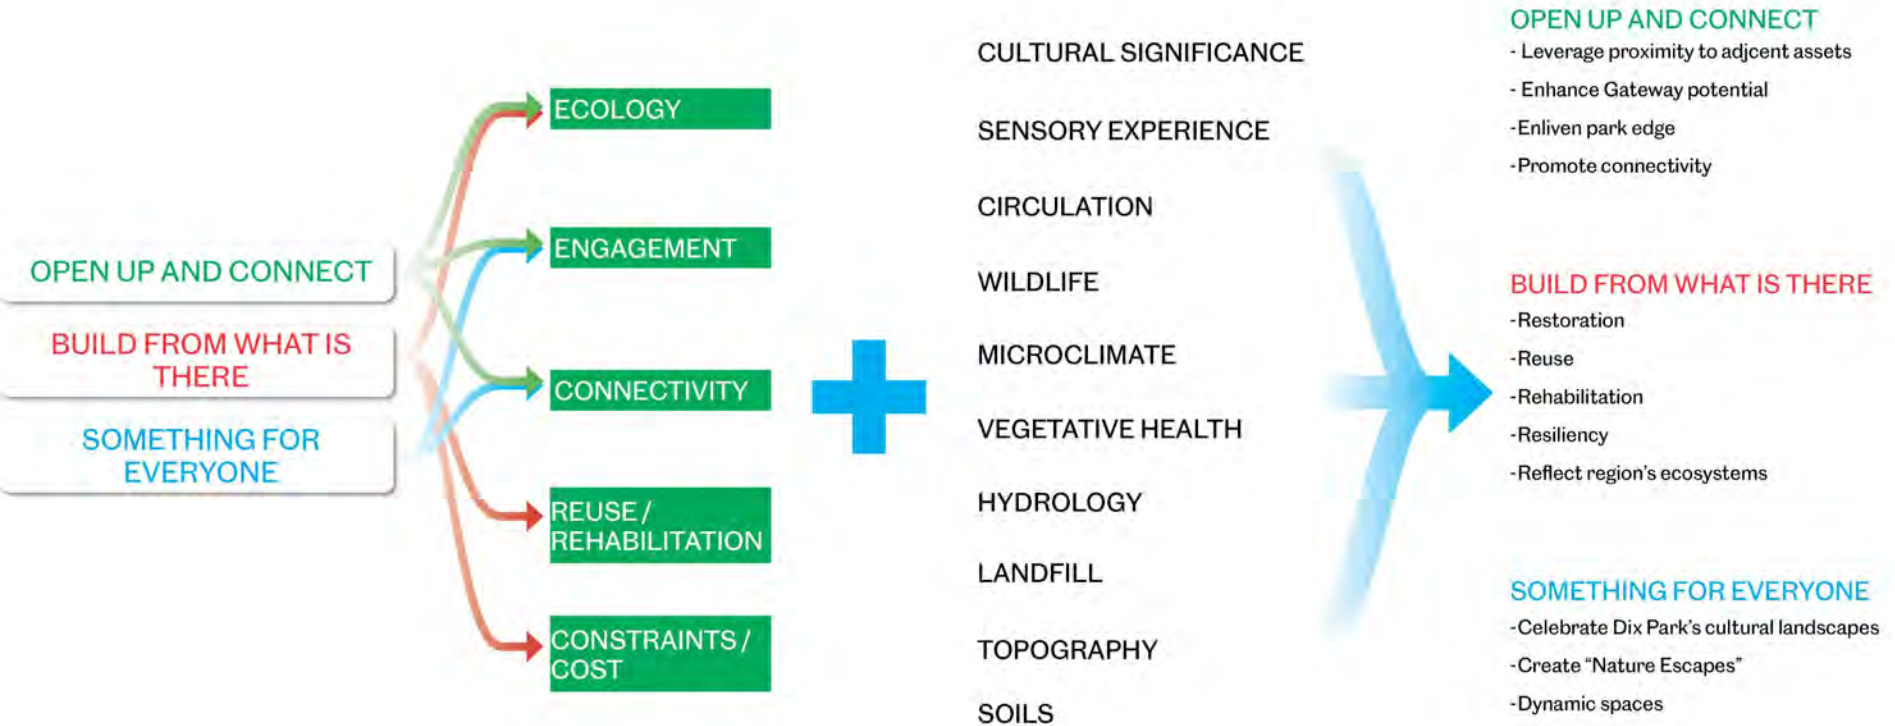 OPEN UP AND CONNECT
BUILD FROM WHAT IS
THERE
SOMETHING FOR
EVERYONE
ECOLOGY
ENGAGEMENT
CONNECTIVITY
REUSE /
REHABILITATION
CONSTRAINTS /
COST
CULTURAL SIGNIFICANCE
SENSORY EXPERIENCE
CIRCULATION
WILDLIFE
MICROCLIMATE
VEGETATIVE HEALTH
HYDROLOGY
LANDFILL
TOPOGRAPHY
SOILS
OPEN UP AND CONNECT
- Leverage proximity to adjcent assets
- Enhance Gateway potential
-Enliven park edge
-Promote connectivity
BUILD FROM WHAT IS THERE
-Restoration
-Reuse
-Rehabilitation
-Resiliency
-Reflect region's ecosystems
SOMETHING FOR EVERYONE
-Celebrate Dix Park's cultural landscapes
-Create "Nature Escapes"
-Dynamic spaces